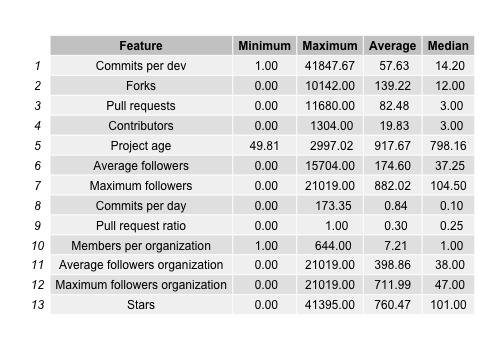 Feature Minimum Maximum Average Median
1 Commits per dev 1.00 41847.67 57.63 14.20
2 Forks 0.00 10142.00 139.22 12.00
3 Pull requests 0.00 11680.00 82.48 3.00
4 Contributors 0.00 1304.00 19.83 3.00
5 Project age 49.81 2997.02 917.67 798.16
6 Average followers 0.00 15704.00 174.60 37.25
7 Maximum followers 0.00 21019.00 882.02 104.50
8 Commits per day 0.00 173.35 0.84 0.10
9 Pull request ratio 0.00 1.00 0.30 0.25
10 Members per organization 1.00 644.00 7.21 1.00
11 Average followers organization 0.00 21019.00 398.86 38.00
12 Maximum followers organization 0.00 21019.00 711.99 47.00
13 Stars 0.00 41395.00 760.47 101.00